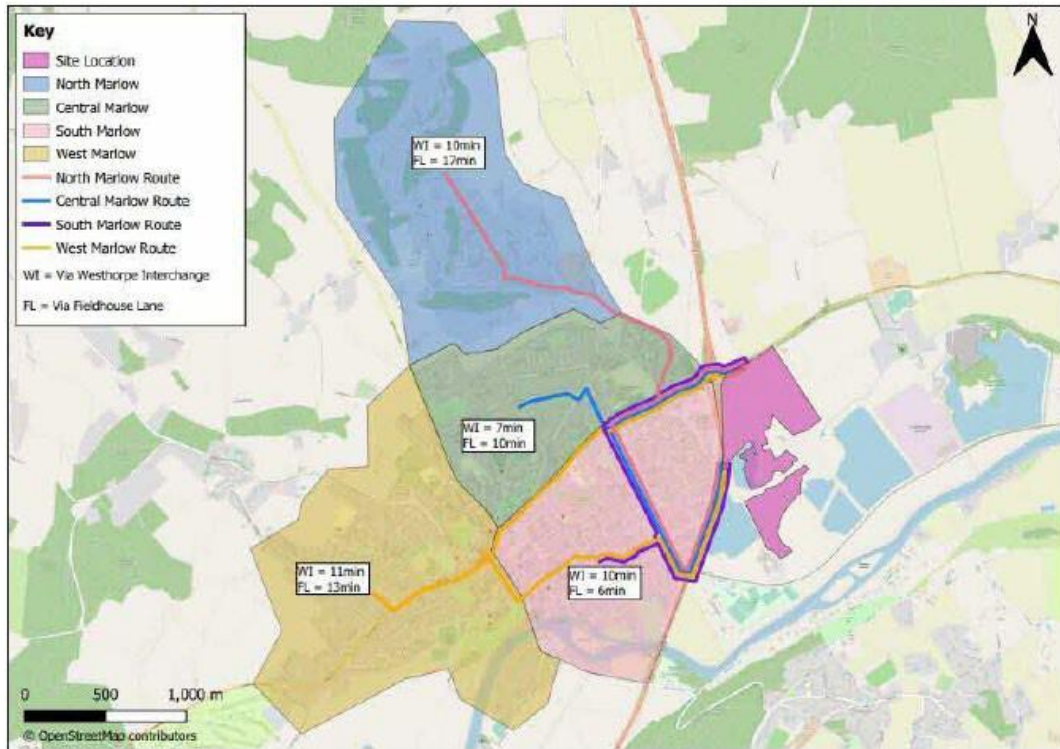 Key
Site Location
North Marlow
Central Marlow
South Marlow
West Marlow
North Marlow Route
Central Marlow Route
South Marlow Route
West Marlow Route
WI = Via Westhorpe Interchange
FL = Via Fieldhouse Lane
N
WI = 10min
FL = 12min
WI = 7min
FL = 10min
WI = 11min
FL = 13min
WI = 10min
FL = 6min
0 500 1,000 m
© OpenStreetMap contributors